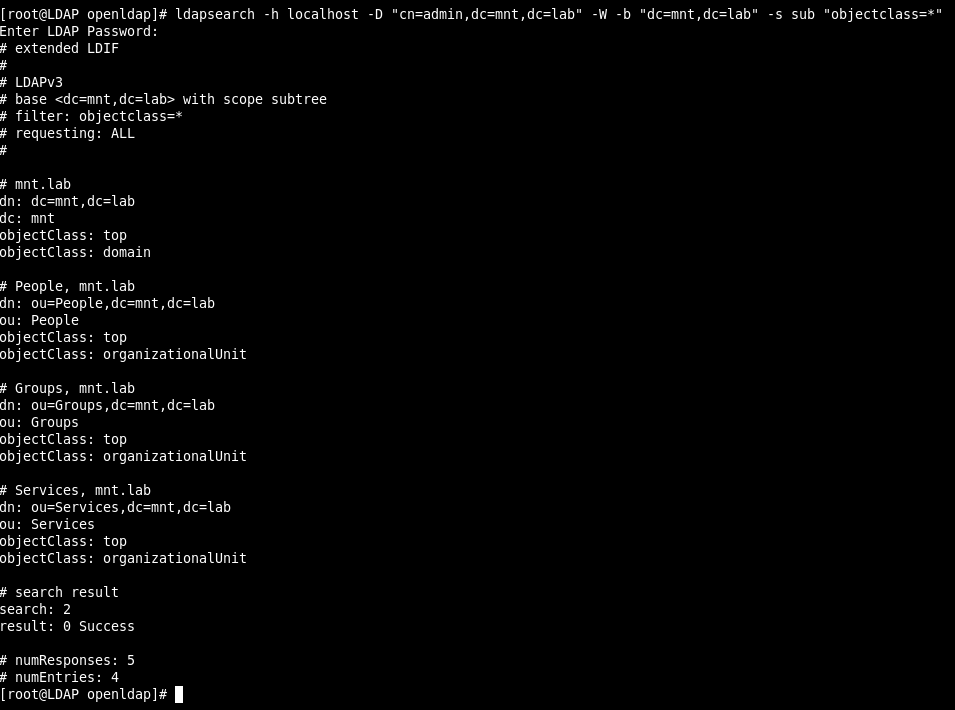 [root@LDAP openldap]# ldapsearch -h localhost -D "cn=admin,dc=mnt,dc=lab" -W -b "dc=mnt,dc=lab" -s sub "objectclass=*"
Enter LDAP Password:
# extended LDIF
#
# LDAPv3
# base <dc=mnt,dc=lab> with scope subtree
# filter: objectclass=*
# requesting: ALL
#

# mnt.lab
dn: dc=mnt,dc=lab
dc: mnt
objectClass: top
objectClass: domain

# People, mnt.lab
dn: ou=People,dc=mnt,dc=lab
ou: People
objectClass: top
objectClass: organizationalUnit

# Groups, mnt.lab
dn: ou=Groups,dc=mnt,dc=lab
ou: Groups
objectClass: top
objectClass: organizationalUnit

# Services, mnt.lab
dn: ou=Services,dc=mnt,dc=lab
ou: Services
objectClass: top
objectClass: organizationalUnit

# search result
search: 2
result: 0 Success

# numResponses: 5
# numEntries: 4
[root@LDAP openldap]#